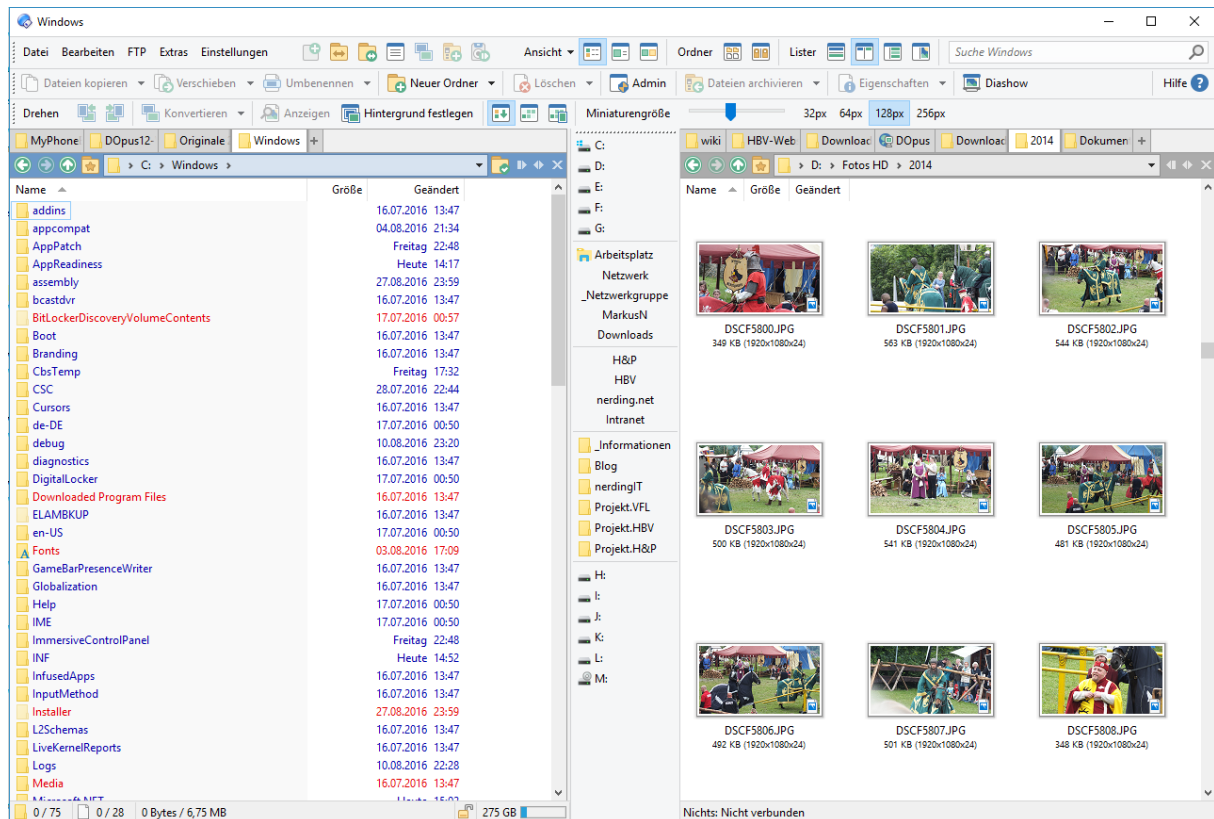 Windows
Datei Bearbeiten FTP Extras Einstellungen Ansicht Ordner Lister Suche Windows
Dateien kopieren Verschieben Umbenennen Neuer Ordner Löschen Admin Dateien archivieren Eigenschaften Diashow Hilfe
Drehen Konvertieren Anzeigen Hintergrund festlegen Miniaturgröße 32px 64px 128px 256px
MyPhone DOpus12- Originale Windows +
C: Windows
Name Größe Geändert
addins 16.07.2016 13:47
appcompat 04.08.2016 21:34
AppPatch Freitag 22:48
AppReadiness Heute 14:17
assembly 27.08.2016 23:59
bcastdvr 16.07.2016 13:47
BitLockerDiscoveryVolumeContents 17.07.2016 00:57
Boot 16.07.2016 13:47
Branding 16.07.2016 13:47
CbsTemp Freitag 17:32
CSC 28.07.2016 22:44
Cursors 16.07.2016 13:47
de-DE 17.07.2016 00:50
debug 10.08.2016 23:20
diagnostics 16.07.2016 13:47
DigitalLocker 17.07.2016 00:50
Downloaded Program Files 16.07.2016 13:47
ELAMBKUP 16.07.2016 13:47
en-US 17.07.2016 00:50
Fonts 03.08.2016 17:09
GameBarPresenceWriter 16.07.2016 13:47
Globalization 16.07.2016 13:47
Help 17.07.2016 00:50
IME 17.07.2016 00:50
ImmersiveControlPanel Freitag 22:48
INF Heute 14:52
InfusedApps 16.07.2016 13:47
InputMethod 16.07.2016 13:47
Installer 27.08.2016 23:59
L2Schemas 16.07.2016 13:47
LiveKernelReports 16.07.2016 13:47
Logs 10.08.2016 22:28
Media 16.07.2016 13:47
Microsoft.NET Heute 15:02
0 / 75 0 / 28 0 Bytes / 6,75 MB 275 GB
C:
D:
E:
F:
G:
Arbeitsplatz
Netzwerk
_Netzwerkgruppe
MarkusN
Downloads
H&P
HBV
nerding.net
Intranet
_Informationen
Blog
nerdingIT
Projekt.VFL
Projekt.HBV
Projekt.H&P
H:
I:
J:
K:
L:
M:
wiki HBV-Web Downloac DOpus Downloac 2014 Dokumen +
D: Fotos HD 2014
Name Größe Geändert
DSCF5800.JPG DSCF5801.JPG DSCF5802.JPG
349 KB (1920x1080x24) 563 KB (1920x1080x24) 544 KB (1920x1080x24)
DSCF5803.JPG DSCF5804.JPG DSCF5805.JPG
500 KB (1920x1080x24) 541 KB (1920x1080x24) 481 KB (1920x1080x24)
DSCF5806.JPG DSCF5807.JPG DSCF5808.JPG
492 KB (1920x1080x24) 501 KB (1920x1080x24) 348 KB (1920x1080x24)
Nichts: Nicht verbunden